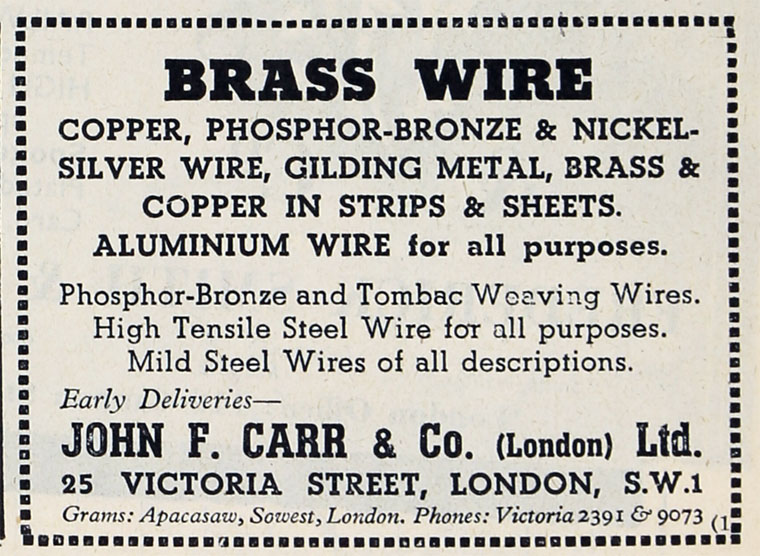 BRASS WIRE
COPPER, PHOSPHOR-BRONZE & NICKEL-
SILVER WIRE, GILDING METAL, BRASS &
COPPER IN STRIPS & SHEETS.
ALUMINIUM WIRE for all purposes.
Phosphor-Bronze and Tombac Weaving Wires.
High Tensile Steel Wire for all purposes.
Mild Steel Wires of all descriptions.
Early Deliveries—
JOHN F. CARR & Co. (London) Ltd.
25 VICTORIA STREET, LONDON, S.W.1
Grams: Apacasaw, Sowest, London. Phones: Victoria 2391 & 9073 (1